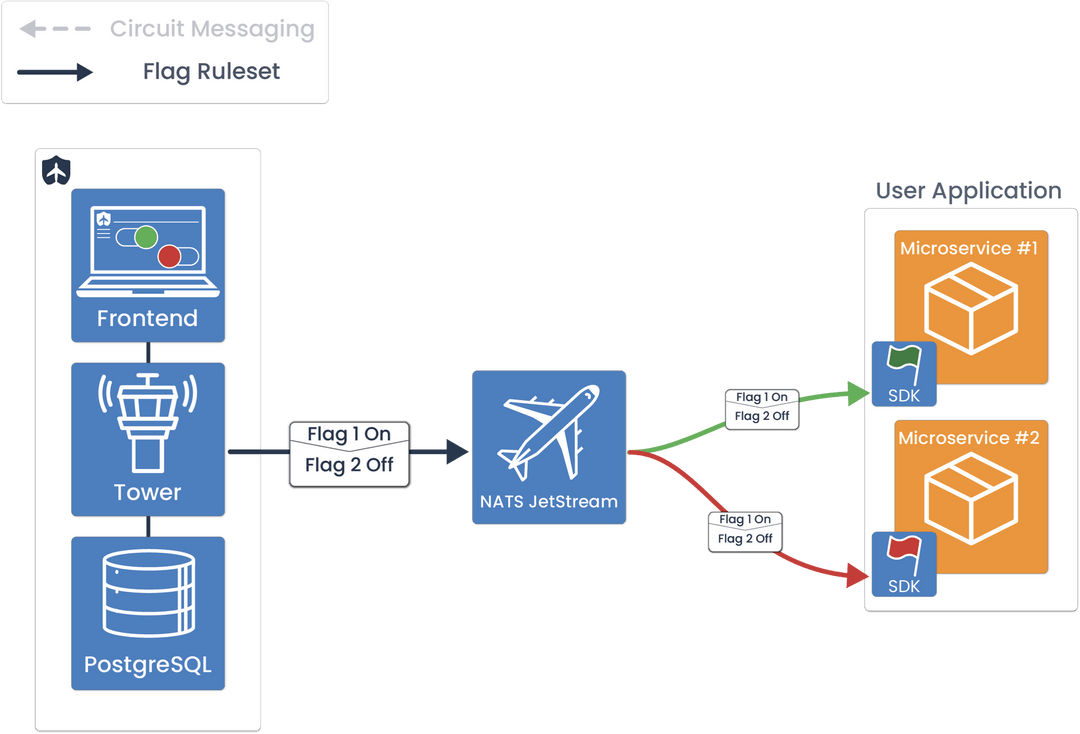 Circuit Messaging
Flag Ruleset
Frontend
Tower
PostgreSQL
Flag 1 On
Flag 2 Off
NATS JetStream
Flag 1 On
Flag 2 Off
Flag 1 On
Flag 2 Off
User Application
Microservice #1
SDK
Microservice #2
SDK